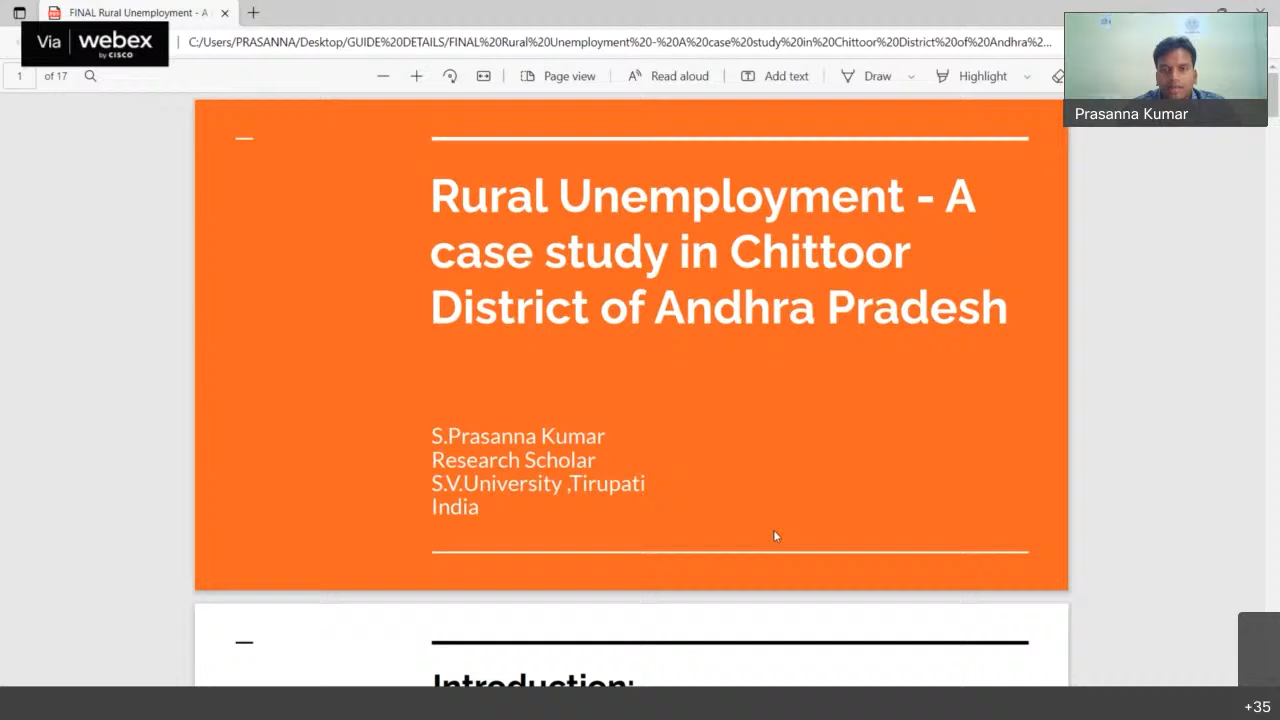 FINAL Rural Unemployment - A
Via webex
by CISCO
C:/Users/PRASANNA/Desktop/GUIDE%20DETAILS/FINAL%20Rural%20Unemployment%20-%20A%20case%20study%20in%20Chittoor%20District%20of%20Andhra%2...
1 of 17
Page view
Read aloud
Add text
Draw
Highlight
Prasanna Kumar
Rural Unemployment - A
case study in Chittoor
District of Andhra Pradesh
S.Prasanna Kumar
Research Scholar
S.V.University ,Tirupati
India
Introduction:
+35